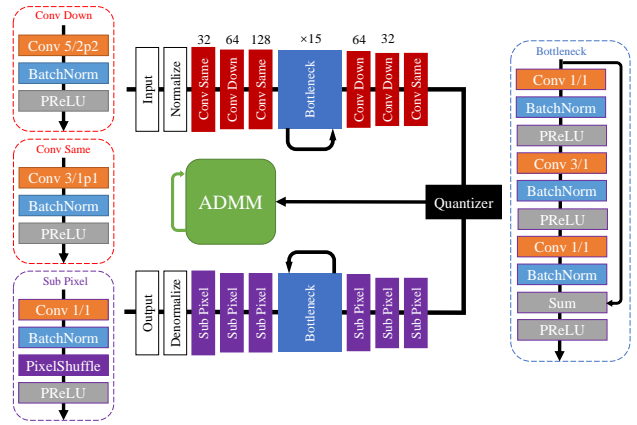 Conv Down
Conv 5/2p2
BatchNorm
PReLU
Conv Same
Conv 3/1p1
BatchNorm
PReLU
Sub Pixel
Conv 1/1
BatchNorm
PixelShuffle
PReLU
32 64 128 ×15 64 32
Input
Normalize
Conv Same
Conv Down
Conv Same
Bottleneck
Conv Down
Conv Down
Conv Same
ADMM
Quantizer
Output
Denormalize
Sub Pixel
Sub Pixel
Sub Pixel
Bottleneck
Sub Pixel
Sub Pixel
Sub Pixel
Bottleneck
Conv 1/1
BatchNorm
PReLU
Conv 3/1
BatchNorm
PReLU
Conv 1/1
BatchNorm
Sum
PReLU